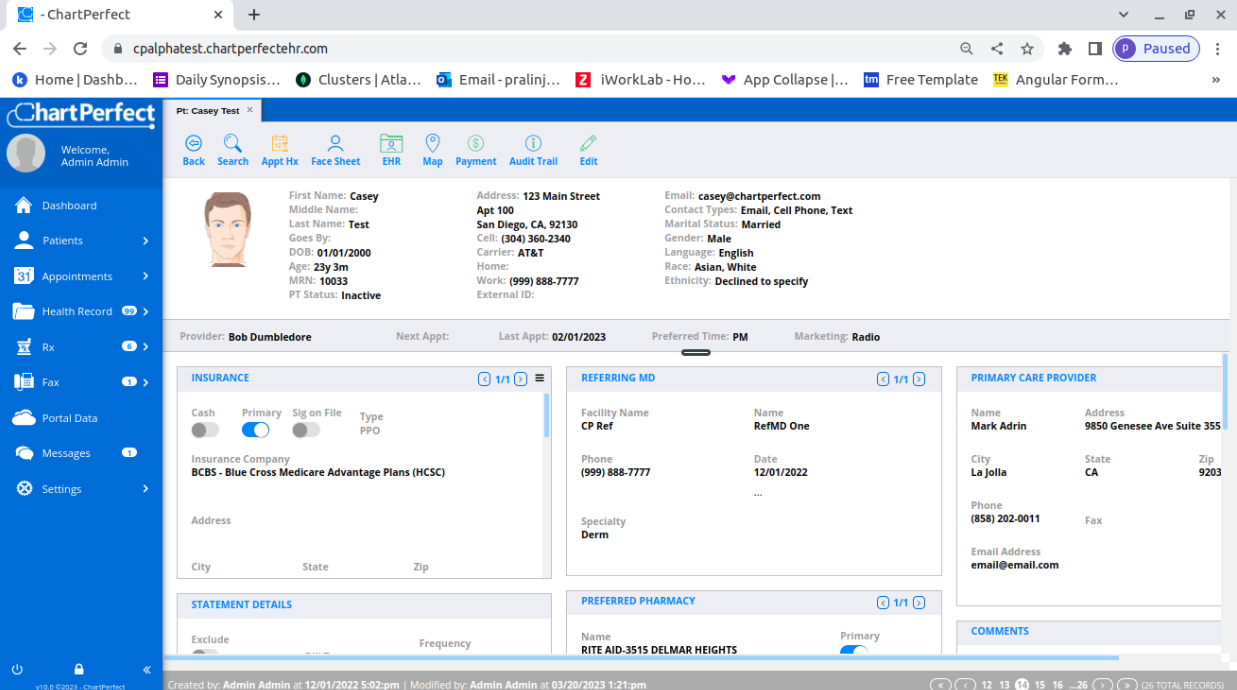 - ChartPerfect
cpalphatest.chartperfectehr.com
P Paused
Home | Dashb...
Daily Synopsis...
Clusters | Atla...
Email - pralinj...
iWorkLab - Ho...
App Collapse |...
tm Free Template
TEK Angular Form...
»
ChartPerfect
Pt: Casey Test ×
Welcome,
Admin Admin
Back Search Appt Hx Face Sheet EHR Map Payment Audit Trail Edit
Dashboard
Patients
31 Appointments
Health Record 99
Rx 6
Fax 1
Portal Data
Messages 1
Settings
First Name: Casey
Middle Name:
Last Name: Test
Goes By:
DOB: 01/01/2000
Age: 23y 3m
MRN: 10033
PT Status: Inactive
Address: 123 Main Street
Apt 100
San Diego, CA, 92130
Cell: (304) 360-2340
Carrier: AT&T
Home:
Work: (999) 888-7777
External ID:
Email: casey@chartperfect.com
Contact Types: Email, Cell Phone, Text
Marital Status: Married
Gender: Male
Language: English
Race: Asian, White
Ethnicity: Declined to specify
Provider: Bob Dumbledore Next Appt: Last Appt: 02/01/2023 Preferred Time: PM Marketing: Radio
INSURANCE 1/1
Cash Primary Sig on File Type
PPO
Insurance Company
BCBS - Blue Cross Medicare Advantage Plans (HCSC)
Address
City State Zip
STATEMENT DETAILS
Exclude Frequency
REFERRING MD 1/1
Facility Name Name
CP Ref RefMD One
Phone Date
(999) 888-7777 12/01/2022
...
Specialty
Derm
PREFERRED PHARMACY 1/1
Name Primary
RITE AID-3515 DELMAR HEIGHTS
PRIMARY CARE PROVIDER
Name Address
Mark Adrin 9850 Genesee Ave Suite 355
City State Zip
La Jolla CA 9203
Phone Fax
(858) 202-0011
Email Address
email@email.com
COMMENTS
v10.0 ©2023 - ChartPerfect
Created by: Admin Admin at 12/01/2022 5:02pm | Modified by: Admin Admin at 03/20/2023 1:21pm
12 13 14 15 16 ...26 (26 TOTAL RECORDS)